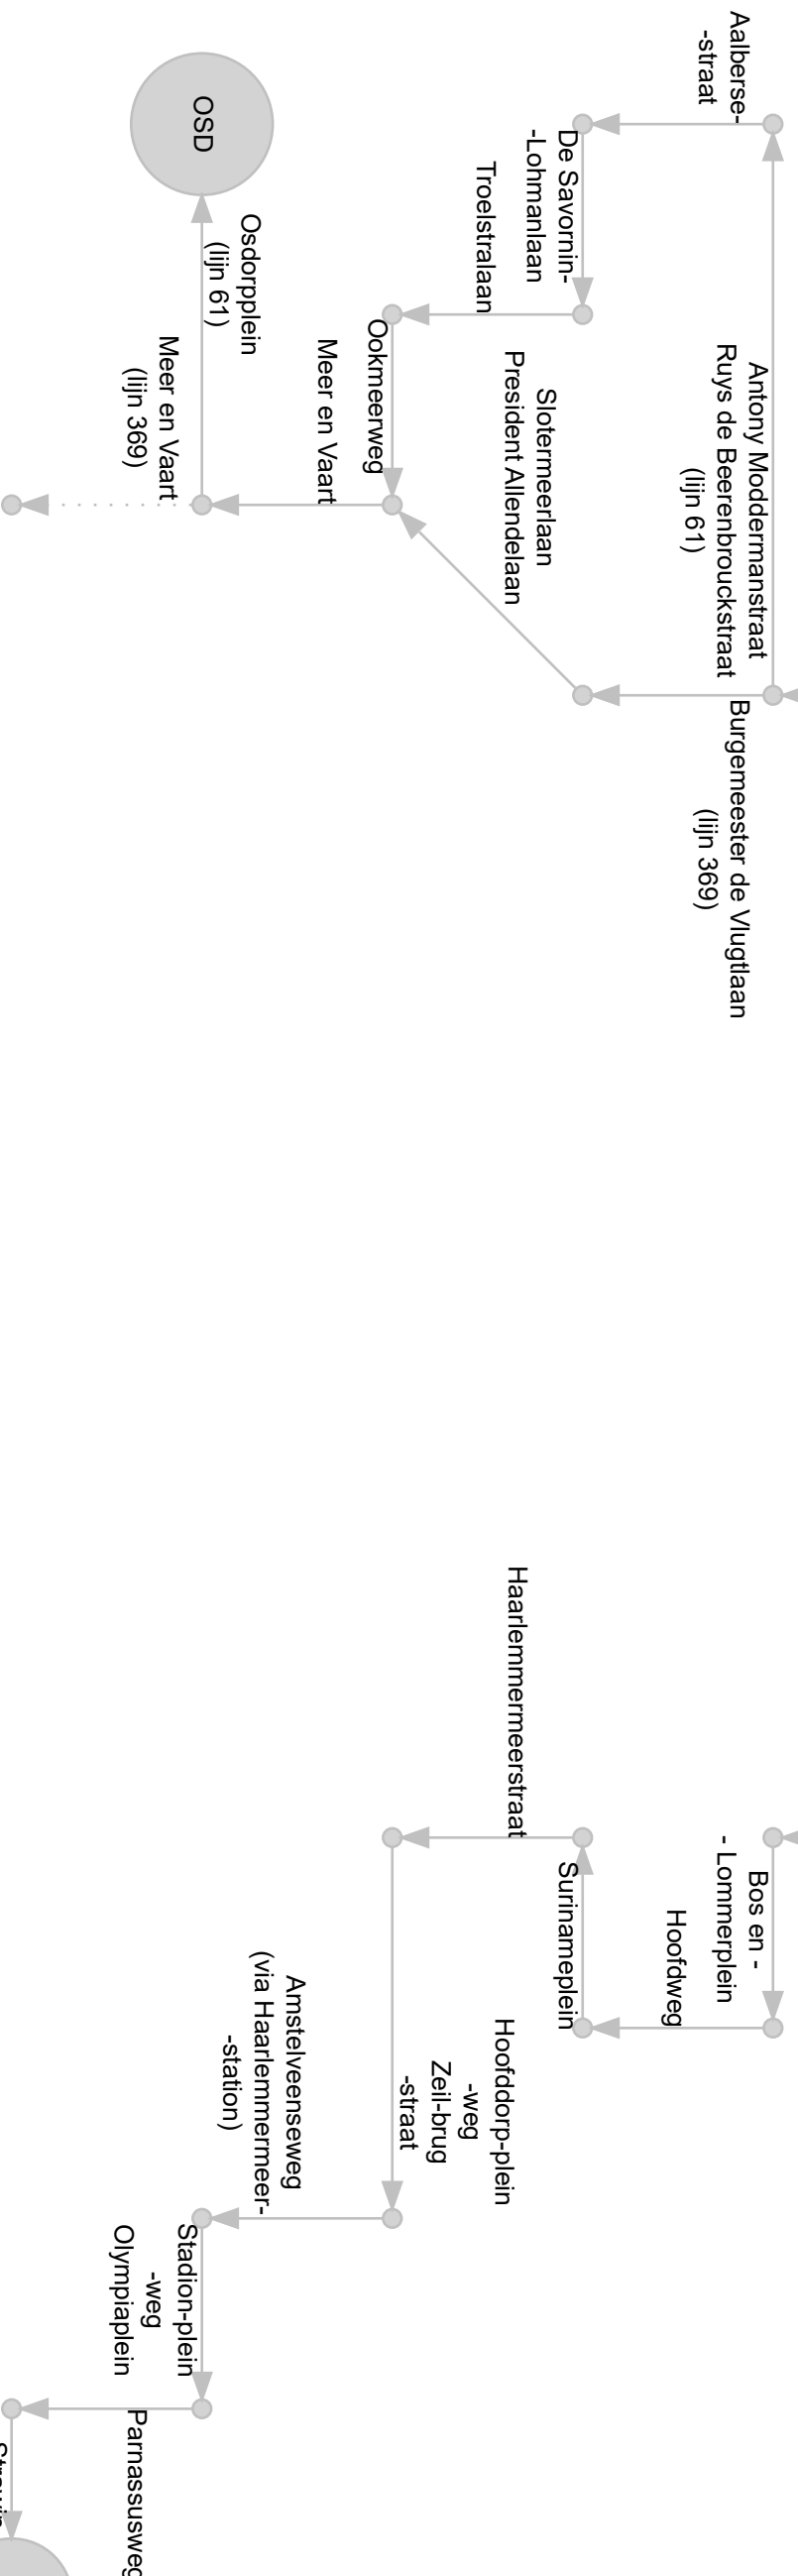 Aalberse-
-straat
OSD
De Savornin-
-Lohmanlaan
Troelstralaan
Osdorpplein
(lijn 61)
Ookmeerweg
Meer en Vaart
Meer en Vaart
(lijn 369)
Antony Moddermanstraat
Ruys de Beerenbrouckstraat
(lijn 61)
Slotermeerlaan
President Allendelaan
Burgemeester de Vlugtlaan
(lijn 369)
Haarlemmermeerstraat
Bos en -
- Lommerplein
Hoofdweg
Surinameplein
Hoofddorp-plein
-weg
Zeil-brug
-straat
Amstelveenseweg
(via Haarlemmermeer-
-station)
Stadion-plein
-weg
Olympiaplein
Parnassusweg